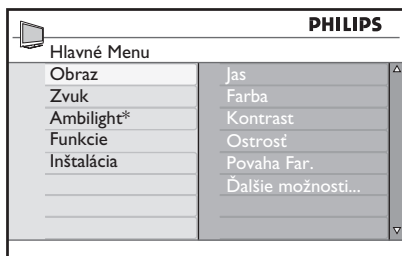 PHILIPS
Hlavné Menu
Obraz
Zvuk
Ambilight*
Funkcie
Inštalácia
Jas
Farba
Kontrast
Ostrosť
Povaha Far.
Ďalšie možnosti...